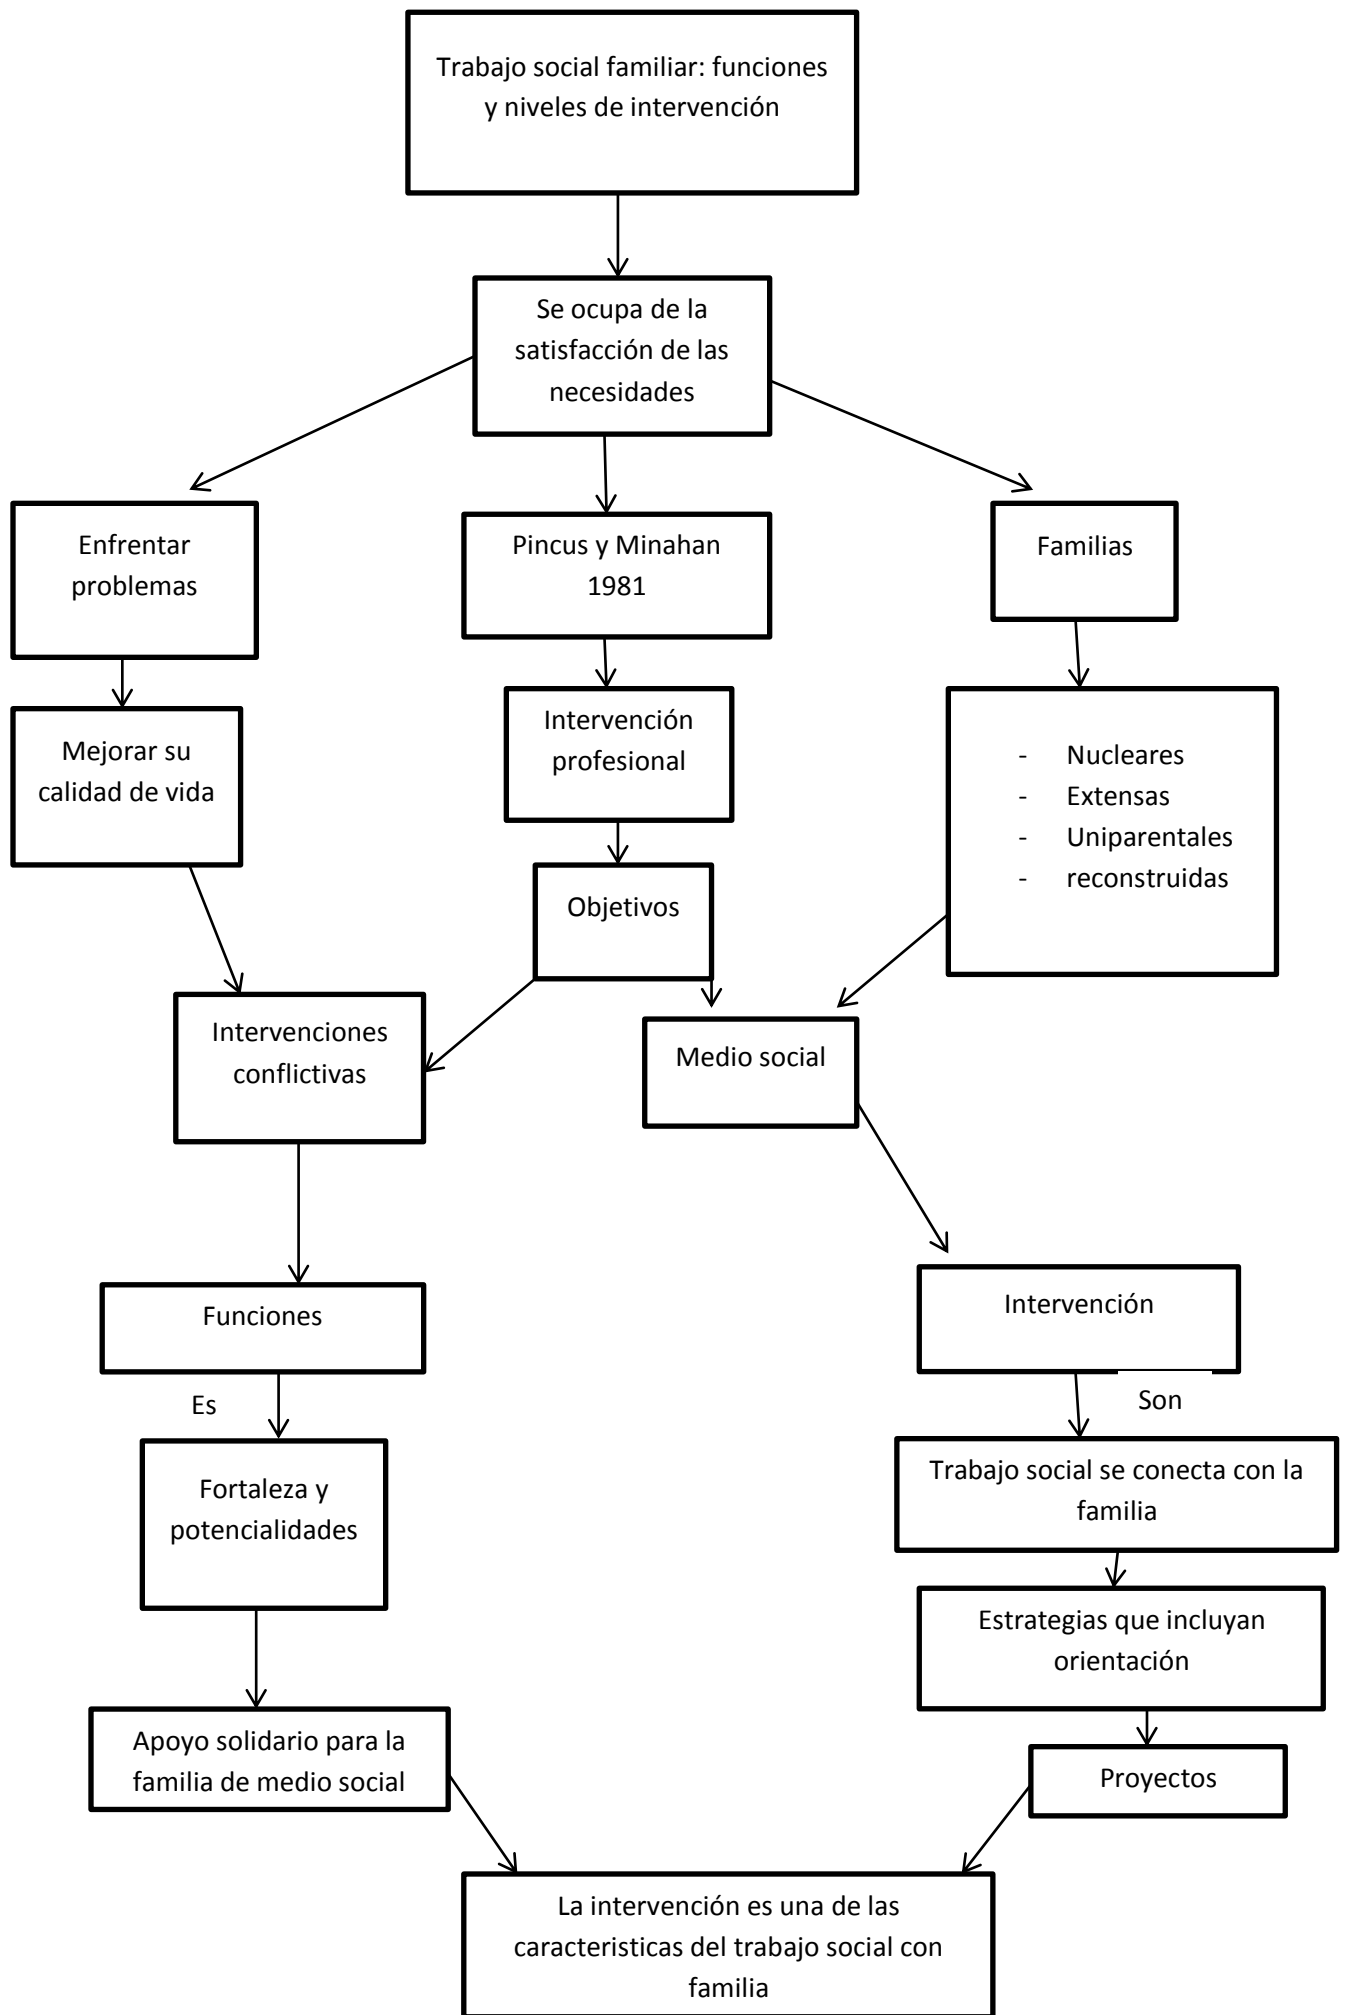 Trabajo social familiar: funciones
y niveles de intervención
Se ocupa de la
satisfacción de las
necesidades
Enfrentar
problemas
Pincus y Minahan
1981
Familias
Mejorar su
calidad de vida
Intervención
profesional
- Nucleares
- Extensas
- Uniparentales
- reconstruidas
Objetivos
Intervenciones
conflictivas
Medio social
Funciones
Intervención
Es
Son
Fortaleza y
potencialidades
Trabajo social se conecta con la
familia
Estrategias que incluyan
orientación
Apoyo solidario para la
familia de medio social
Proyectos
La intervención es una de las
caracteristicas del trabajo social con
familia